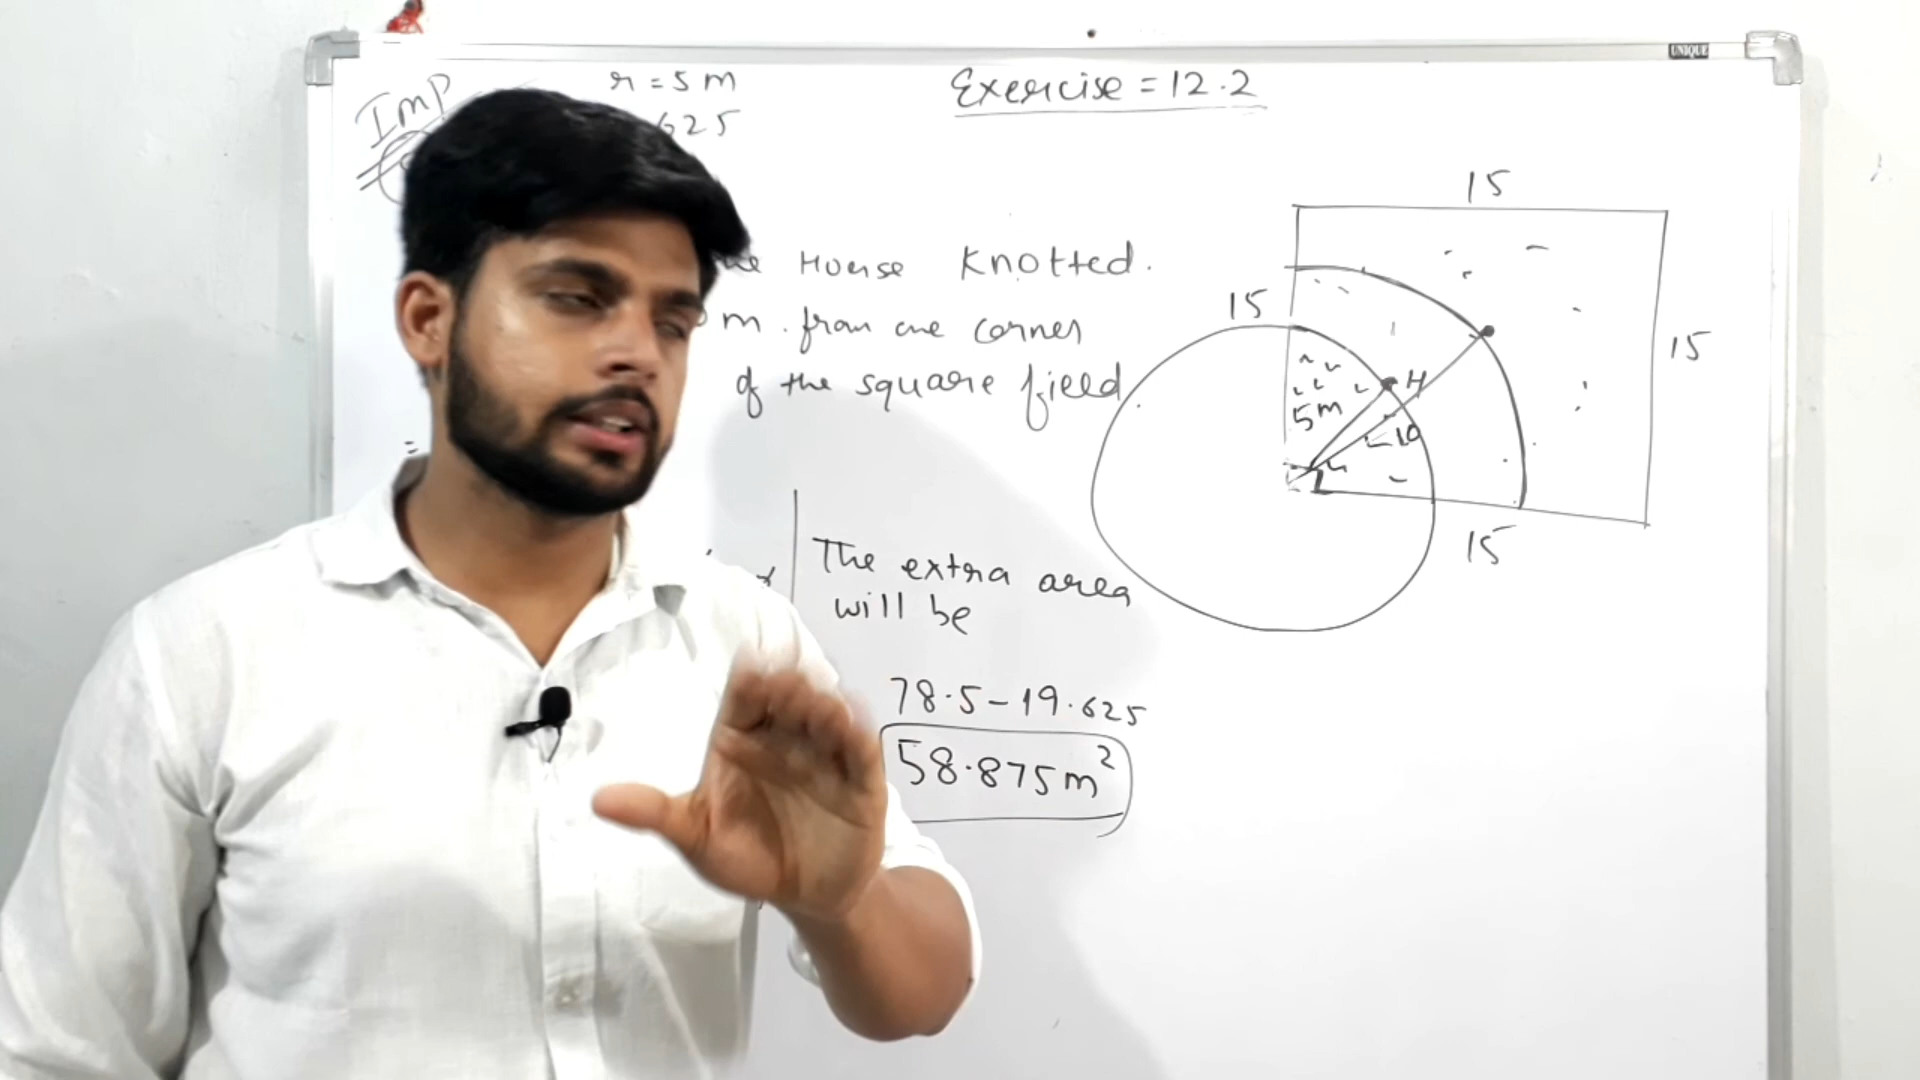 UNIQUE
Imp
r = 5 m
Exercise = 12.2
625
Horse Knotted.
m. from one corner
of the square field
=
The extra area
will be
78.5 - 19.625
58.875 m²
15
15
15
5m
H
10
15